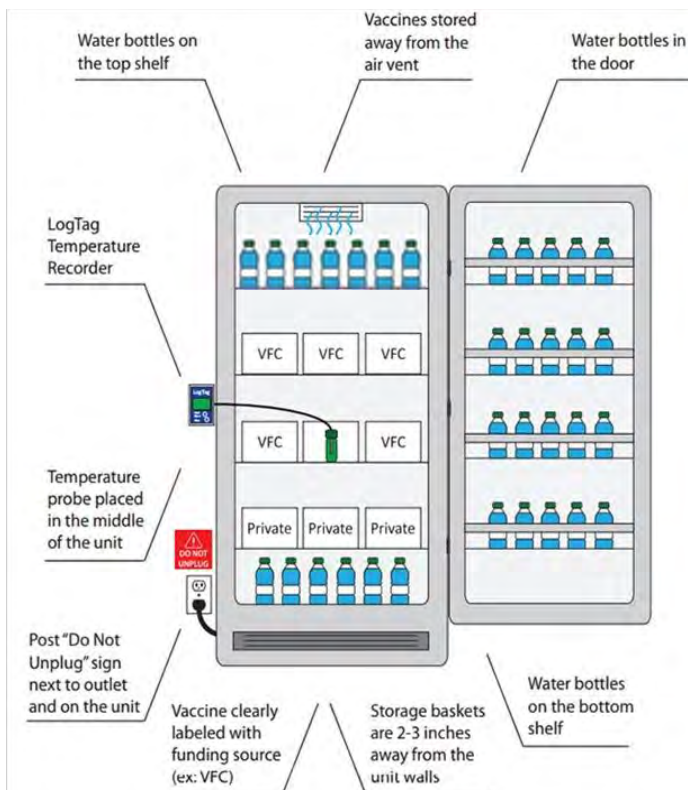 Water bottles on
the top shelf
Vaccines stored
away from the
air vent
Water bottles in
the door
LogTag
Temperature
Recorder
VFC
VFC
VFC
LogTag
VFC
VFC
Temperature
probe placed
in the middle
of the unit
DO NOT
UNPLUG
Private
Private
Private
Post “Do Not
Unplug” sign
next to outlet
and on the unit
Vaccine clearly
labeled with
funding source
(ex: VFC)
Storage baskets
are 2-3 inches
away from the
unit walls
Water bottles
on the bottom
shelf